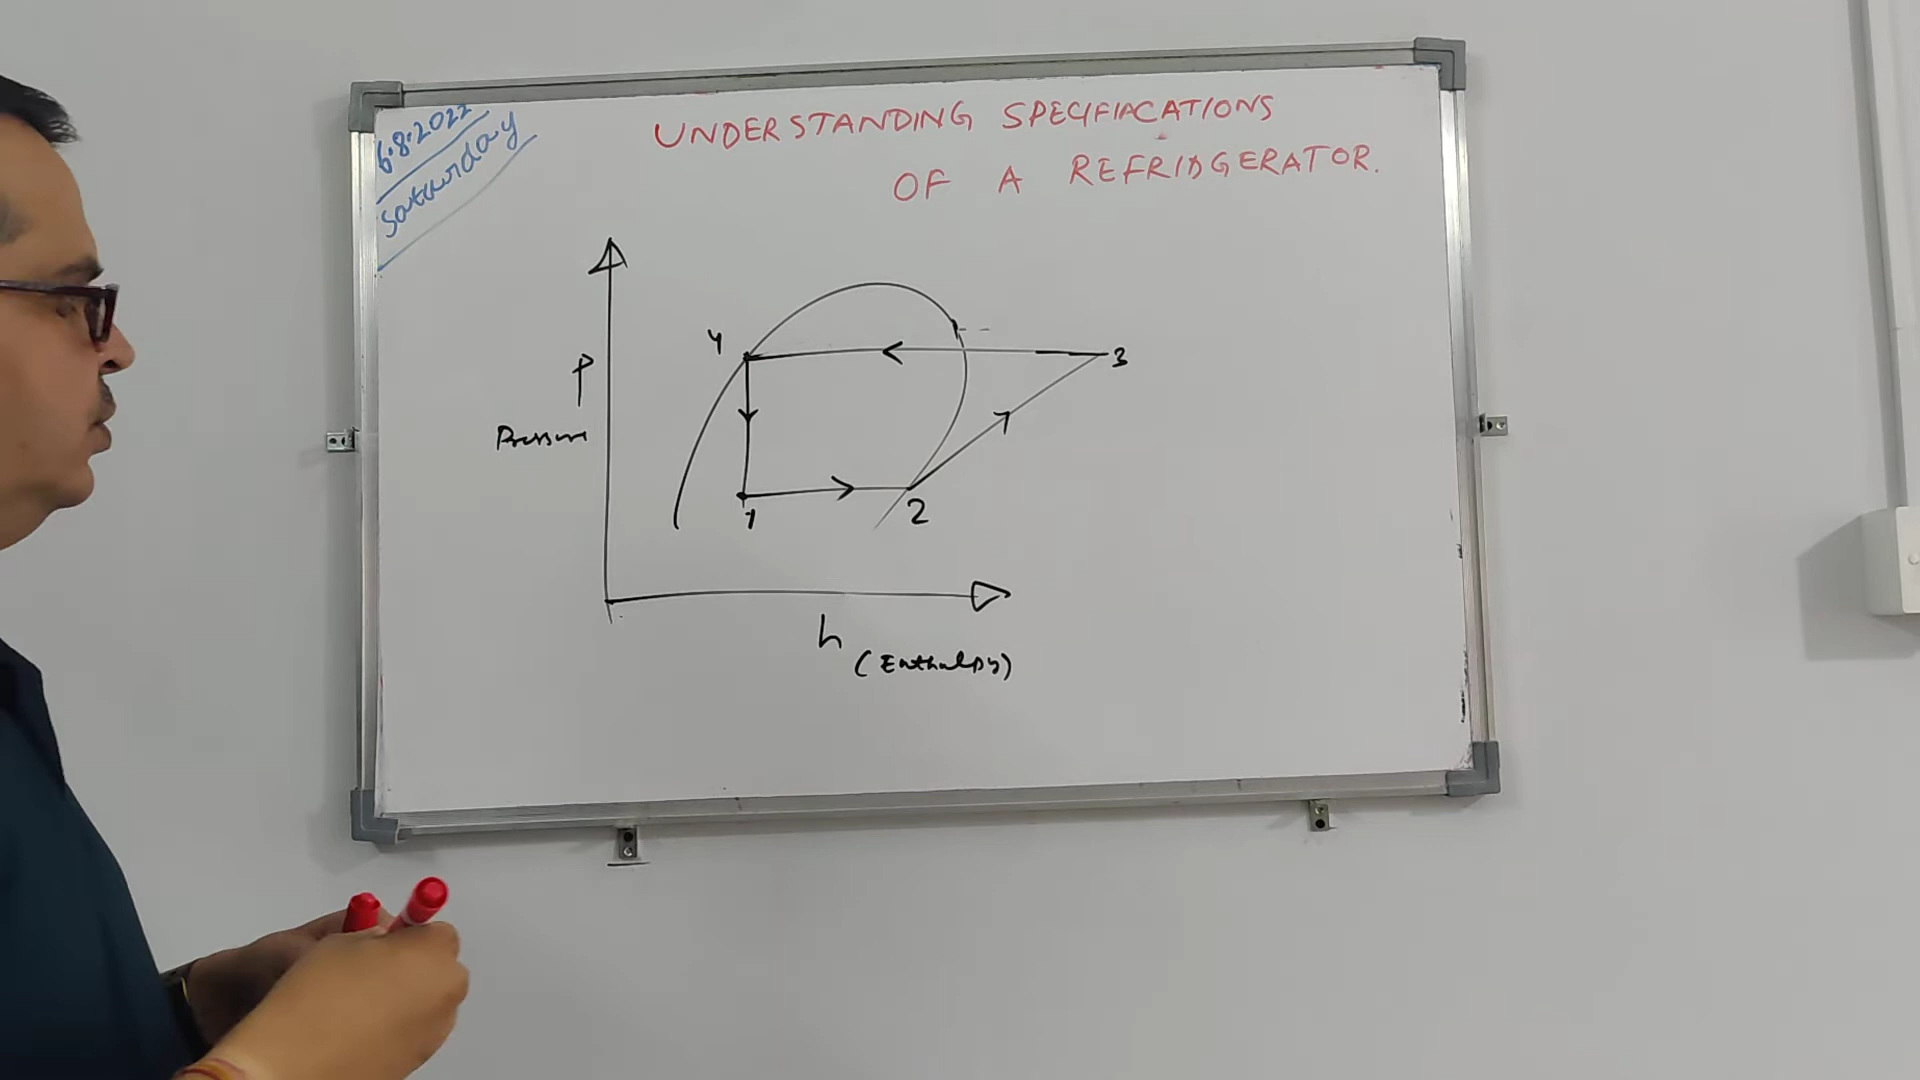 6.8.2022
Saturday
UNDERSTANDING SPECIFIACATIONS
OF A REFRIDGERATOR.
4
3
P
Pressure
1
2
h
(Enthalpy)